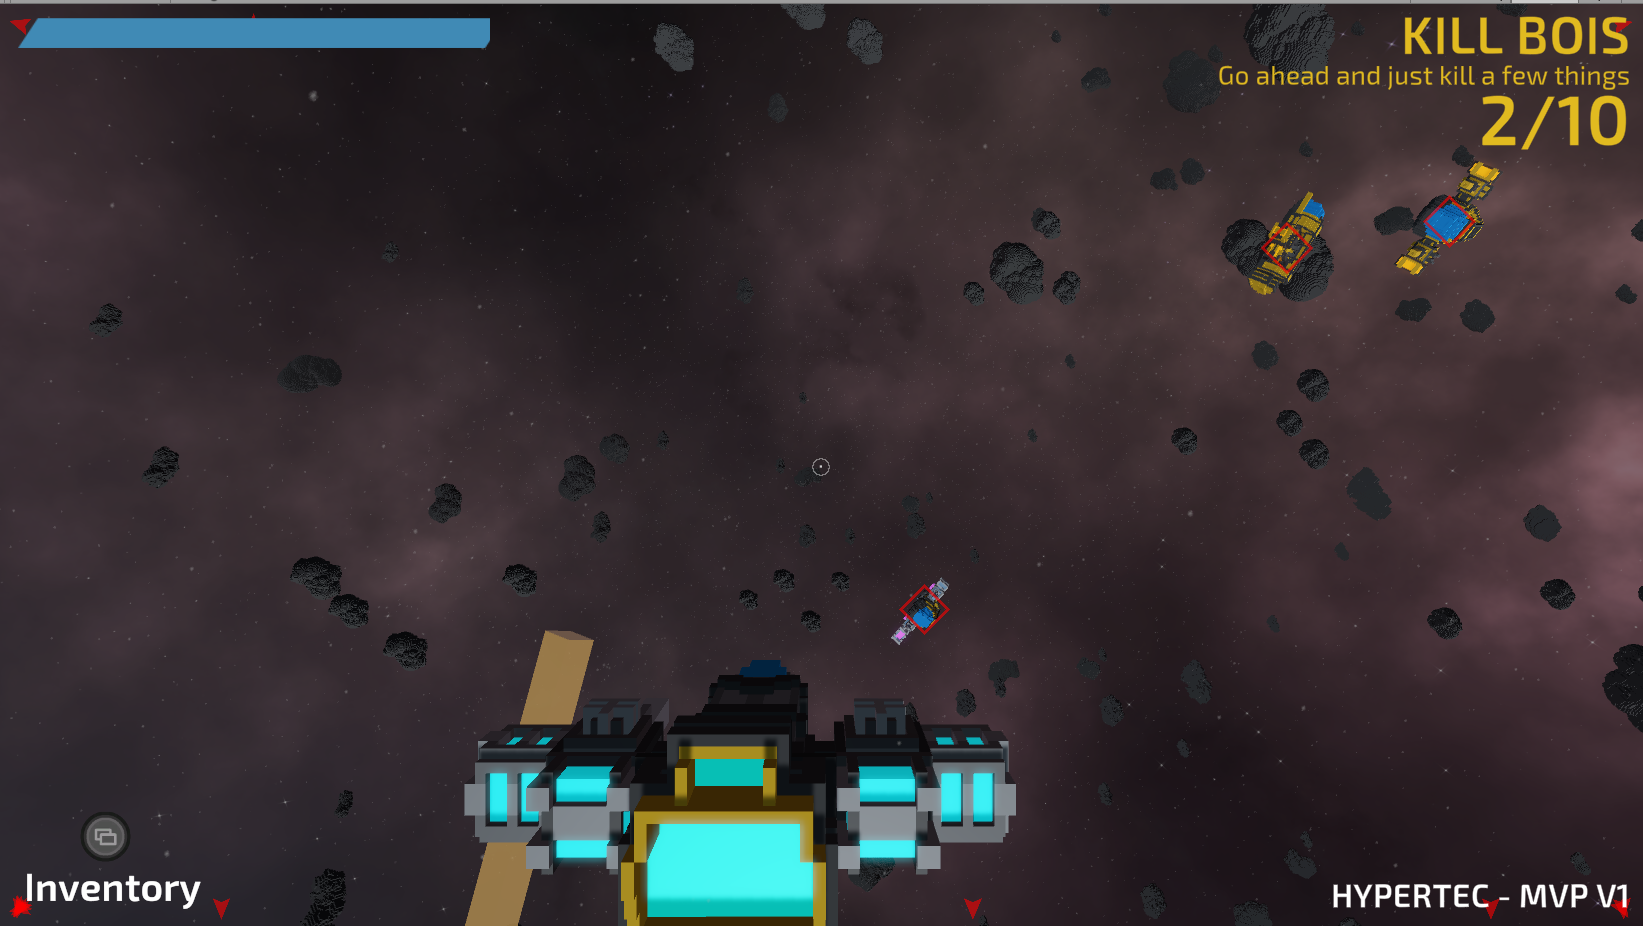 KILL BOIS
Go ahead and just kill a few things
2/10
Inventory
HYPERTEC - MVP V1